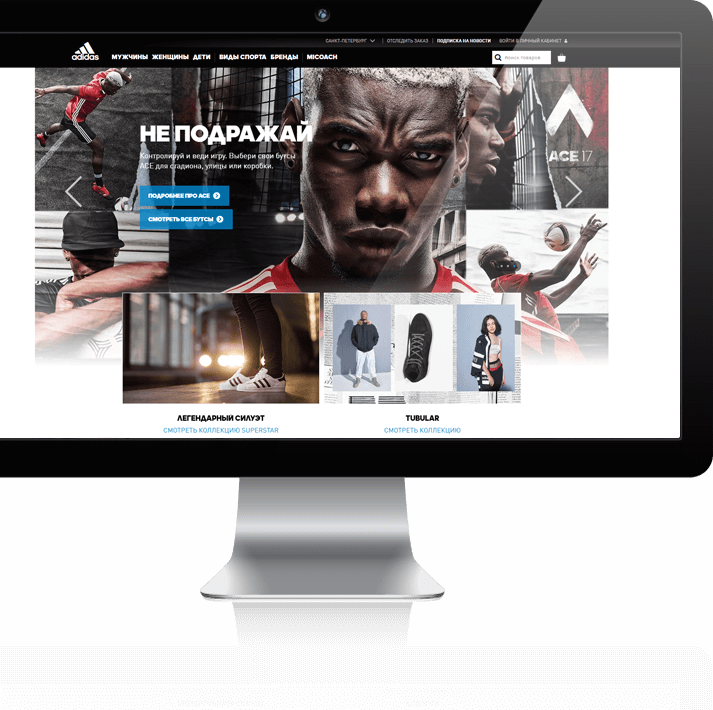 САНКТ-ПЕТЕРБУРГ | ОТСЛЕДИТЬ ЗАКАЗ | ПОДПИСКА НА НОВОСТИ ВОЙТИ В ЛИЧНЫЙ КАБИНЕТ
adidas МУЖЧИНЫ ЖЕНЩИНЫ ДЕТИ ВИДЫ СПОРТА БРЕНДЫ MICOACH Поиск товаров
НЕ ПОДРАЖАЙ
Контролируй и веди игру. Выбери свои бутсы
ACE для стадиона, улицы или коробки.
ACE 17
ПОДРОБНЕЕ ПРО ACE
СМОТРЕТЬ ВСЕ БУТСЫ
ЛЕГЕНДАРНЫЙ СИЛУЭТ
СМОТРЕТЬ КОЛЛЕКЦИЮ SUPERSTAR
TUBULAR
СМОТРЕТЬ КОЛЛЕКЦИЮ